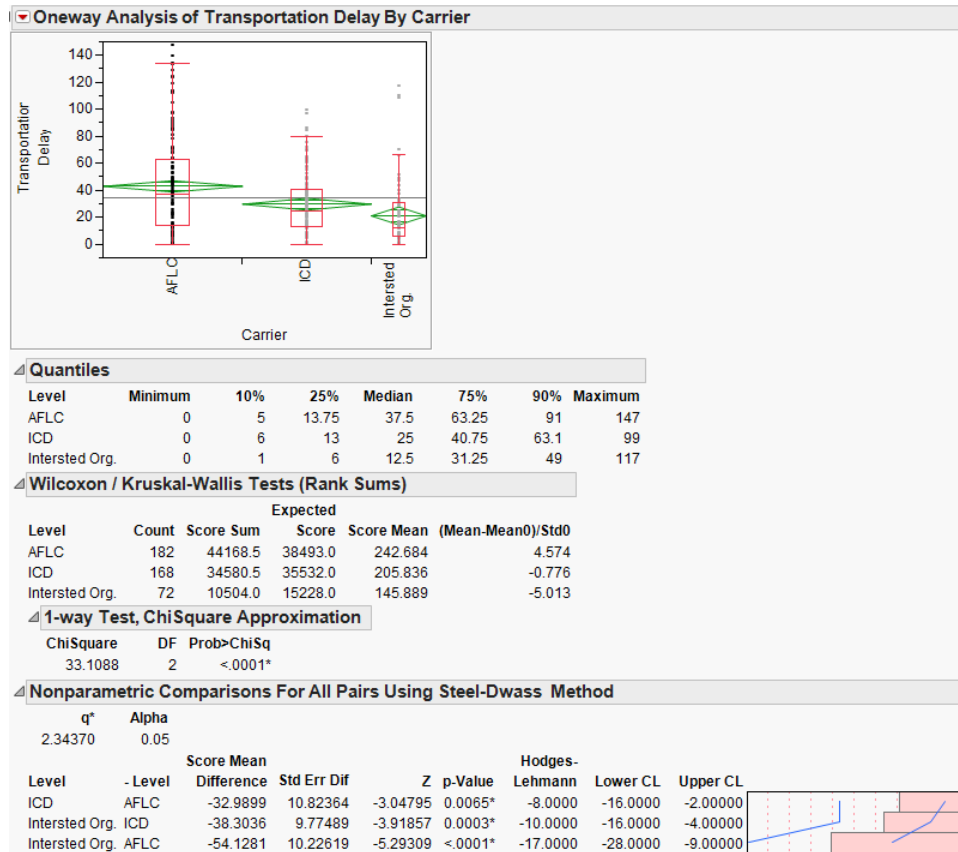 Oneway Analysis of Transportation Delay By Carrier
140
120
100
80
60
40
20
0
Transportatior
Delay
AFLC
ICD
Intersted
Org.
Carrier
Quantiles
Level Minimum 10% 25% Median 75% 90% Maximum
AFLC 0 5 13.75 37.5 63.25 91 147
ICD 0 6 13 25 40.75 63.1 99
Intersted Org. 0 1 6 12.5 31.25 49 117
Wilcoxon / Kruskal-Wallis Tests (Rank Sums)
Expected
Level Count Score Sum Score Score Mean (Mean-Mean0)/Std0
AFLC 182 44168.5 38493.0 242.684 4.574
ICD 168 34580.5 35532.0 205.836 -0.776
Intersted Org. 72 10504.0 15228.0 145.889 -5.013
1-way Test, ChiSquare Approximation
ChiSquare DF Prob>ChiSq
33.1088 2 <.0001*
Nonparametric Comparisons For All Pairs Using Steel-Dwass Method
q* Alpha
2.34370 0.05
Score Mean Hodges-
Level - Level Difference Std Err Dif Z p-Value Lehmann Lower CL Upper CL
ICD AFLC -32.9899 10.82364 -3.04795 0.0065* -8.0000 -16.0000 -2.00000
Intersted Org. ICD -38.3036 9.77489 -3.91857 0.0003* -10.0000 -16.0000 -4.00000
Intersted Org. AFLC -54.1281 10.22619 -5.29309 <.0001* -17.0000 -28.0000 -9.00000